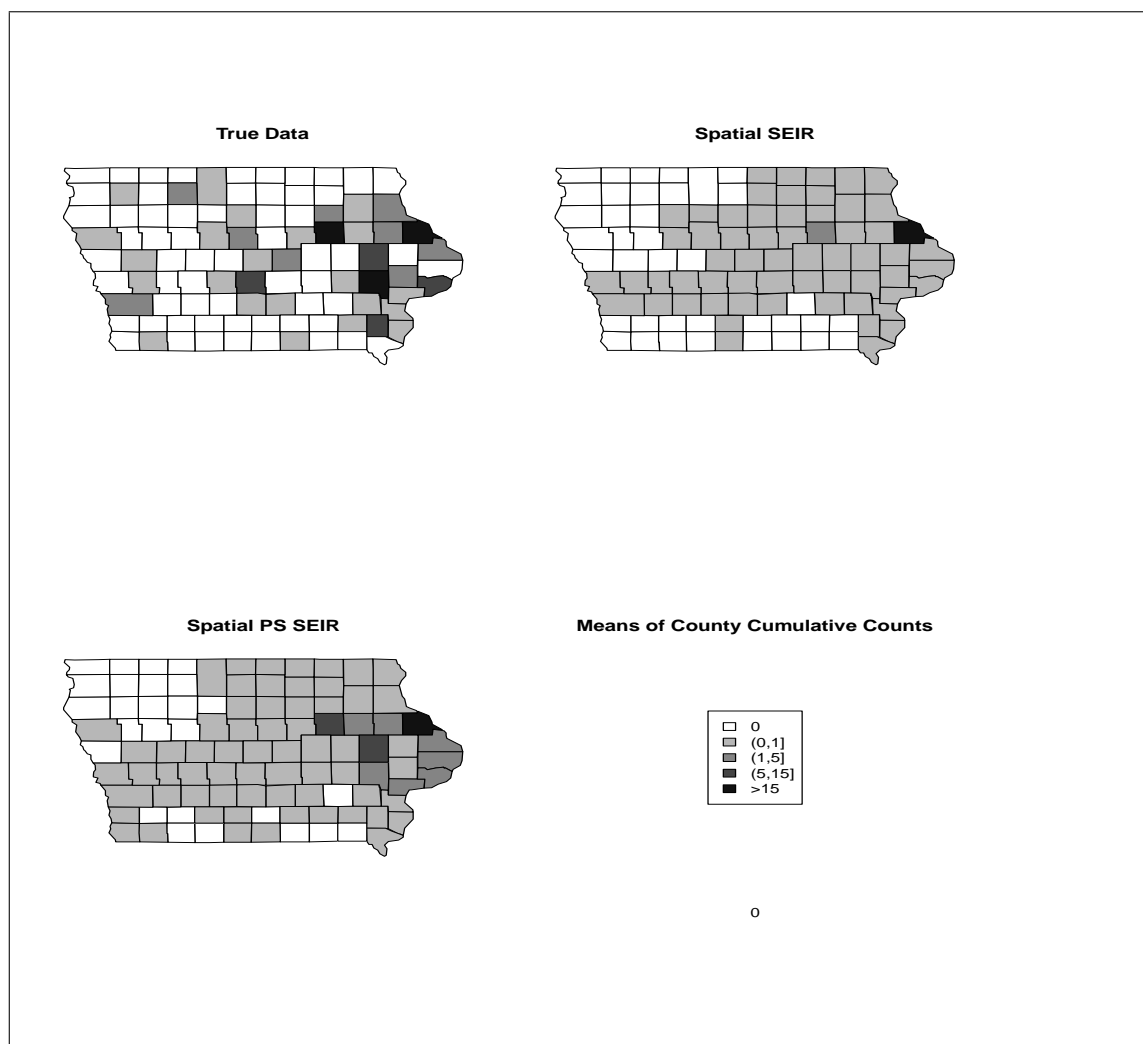 True Data
Spatial SEIR
Spatial PS SEIR
Means of County Cumulative Counts
0
(0,1]
(1,5]
(5,15]
>15
0